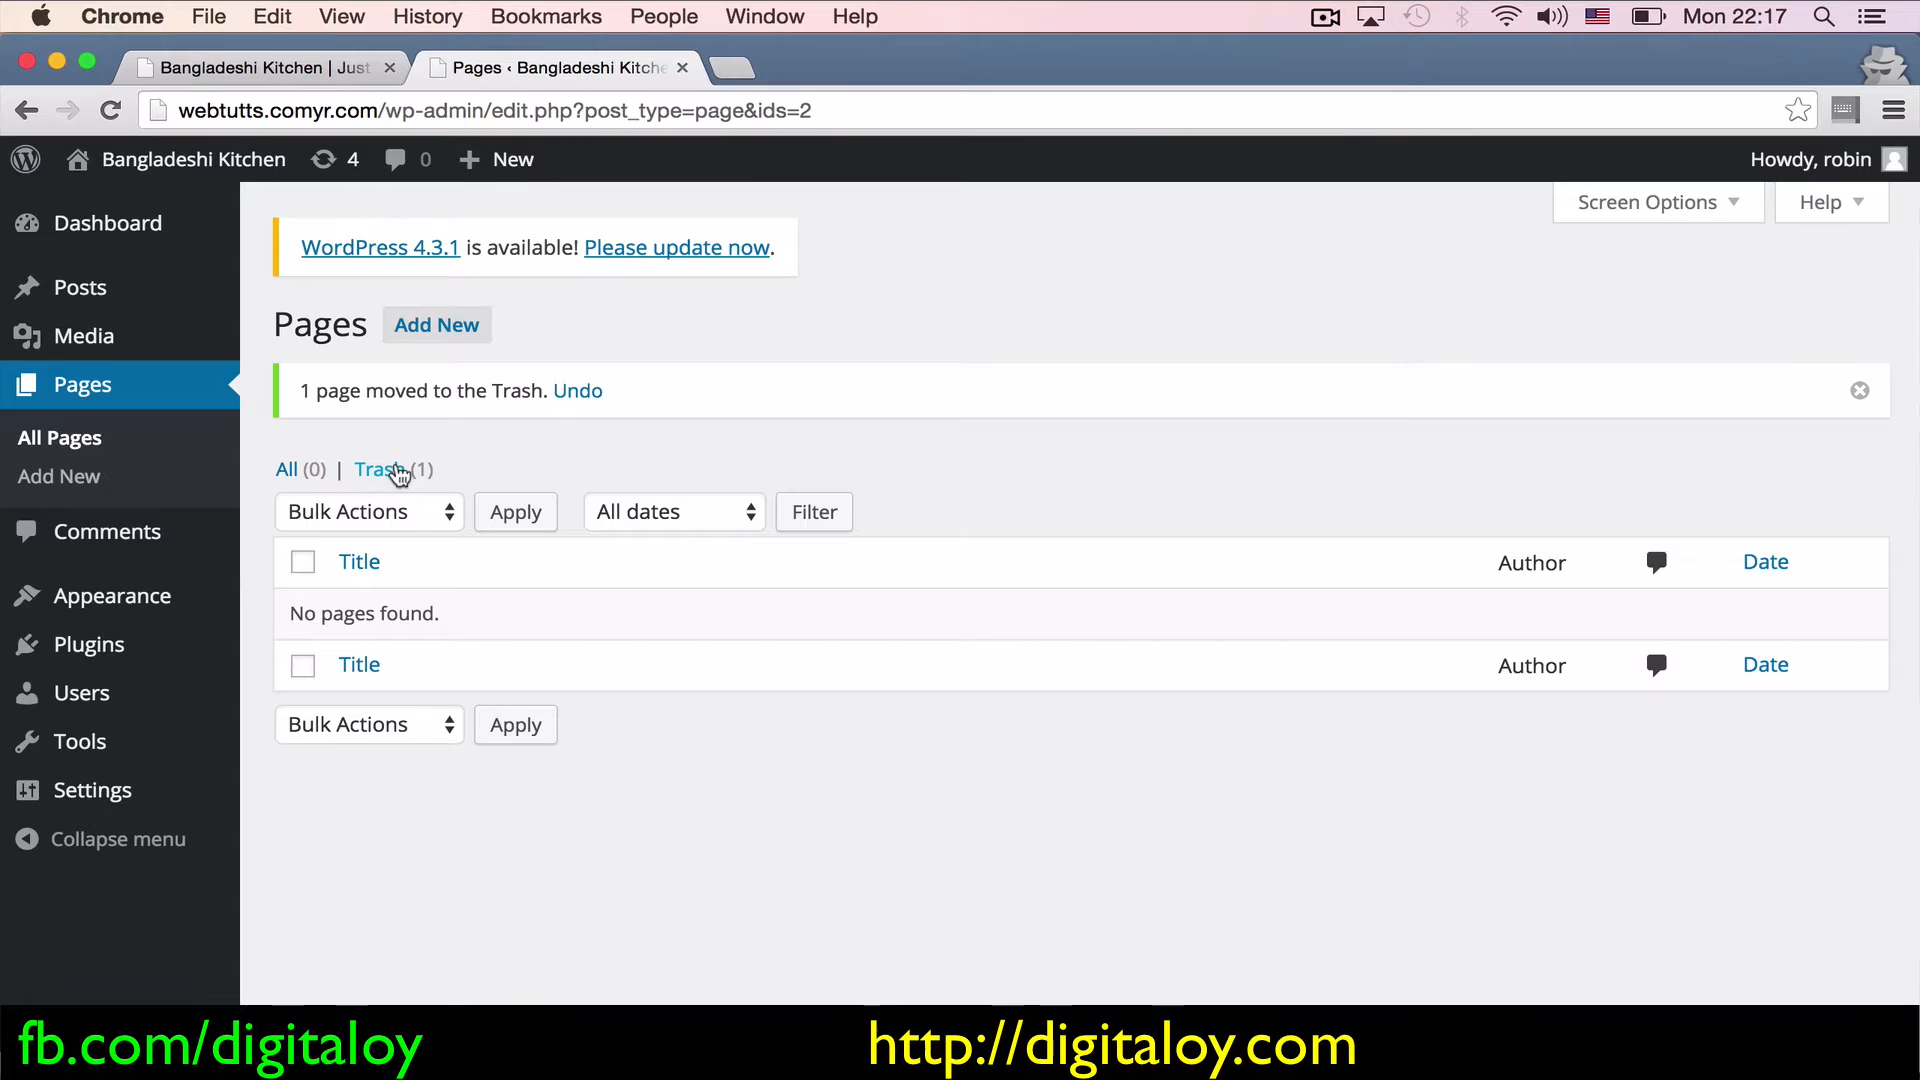 Chrome File Edit View History Bookmarks People Window Help Mon 22:17
Bangladeshi Kitchen | Just Pages ‹ Bangladeshi Kitche
webtutts.comyr.com/wp-admin/edit.php?post_type=page&ids=2
Bangladeshi Kitchen 4 0 + New Howdy, robin
Screen Options Help
Dashboard
Posts
Media
Pages
All Pages
Add New
Comments
Appearance
Plugins
Users
Tools
Settings
Collapse menu
WordPress 4.3.1 is available! Please update now.
Pages Add New
1 page moved to the Trash. Undo
All (0) | Trash (1)
Bulk Actions Apply All dates Filter
Title Author Date
No pages found.
Title Author Date
Bulk Actions Apply
fb.com/digitaloy http://digitaloy.com